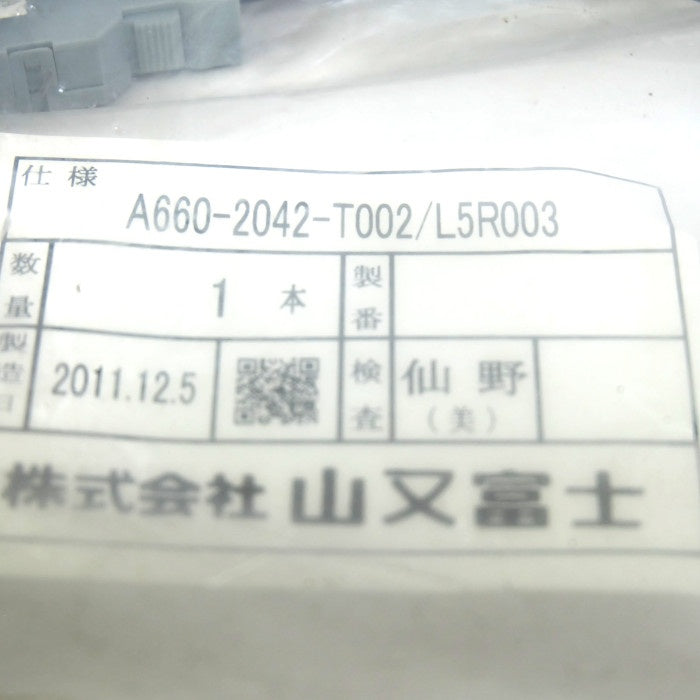 仕様
A660-2042-T002/L5R003
数量
1 本
製番
製造日
2011.12.5
検査
仙野
(美)
株式会社 山又富士